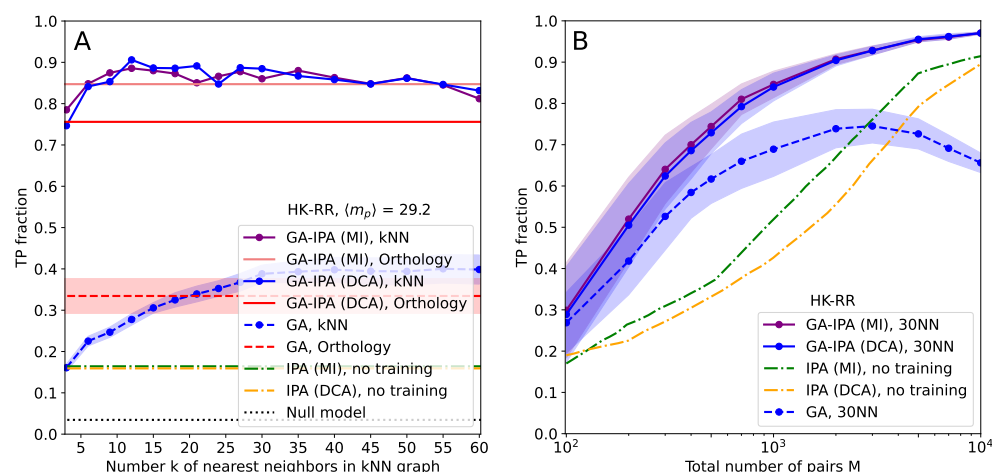 A
TP fraction
1.0
0.9
0.8
0.7
0.6
0.5
0.4
0.3
0.2
0.1
0.0
HK-RR, ⟨mₚ⟩ = 29.2
GA-IPA (MI), kNN
GA-IPA (MI), Orthology
GA-IPA (DCA), kNN
GA-IPA (DCA), Orthology
GA, kNN
GA, Orthology
IPA (MI), no training
IPA (DCA), no training
Null model
5 10 15 20 25 30 35 40 45 50 55 60
Number k of nearest neighbors in kNN graph
B
TP fraction
1.0
0.9
0.8
0.7
0.6
0.5
0.4
0.3
0.2
0.1
0.0
HK-RR
GA-IPA (MI), 30NN
GA-IPA (DCA), 30NN
IPA (MI), no training
IPA (DCA), no training
GA, 30NN
10² 10³ 10⁴
Total number of pairs M